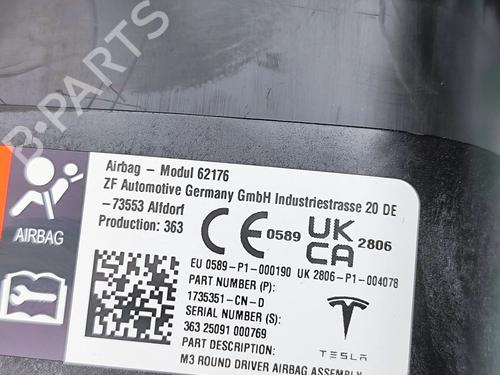 B-PARTS
Airbag - Modul 62176
ZF Automotive Germany GmbH Industriestrasse 20 DE
-73553 Alfdorf
Production: 363
CE 0589 UK CA 2806
AIRBAG
EU 0589-P1-000190 UK 2806-P1-004078
PART NUMBER (P):
1735351-CN-D
SERIAL NUMBER (S):
363 25091 000769
PART DESCRIPTION:
M3 ROUND DRIVER AIRBAG ASSEMBLY
TESLA